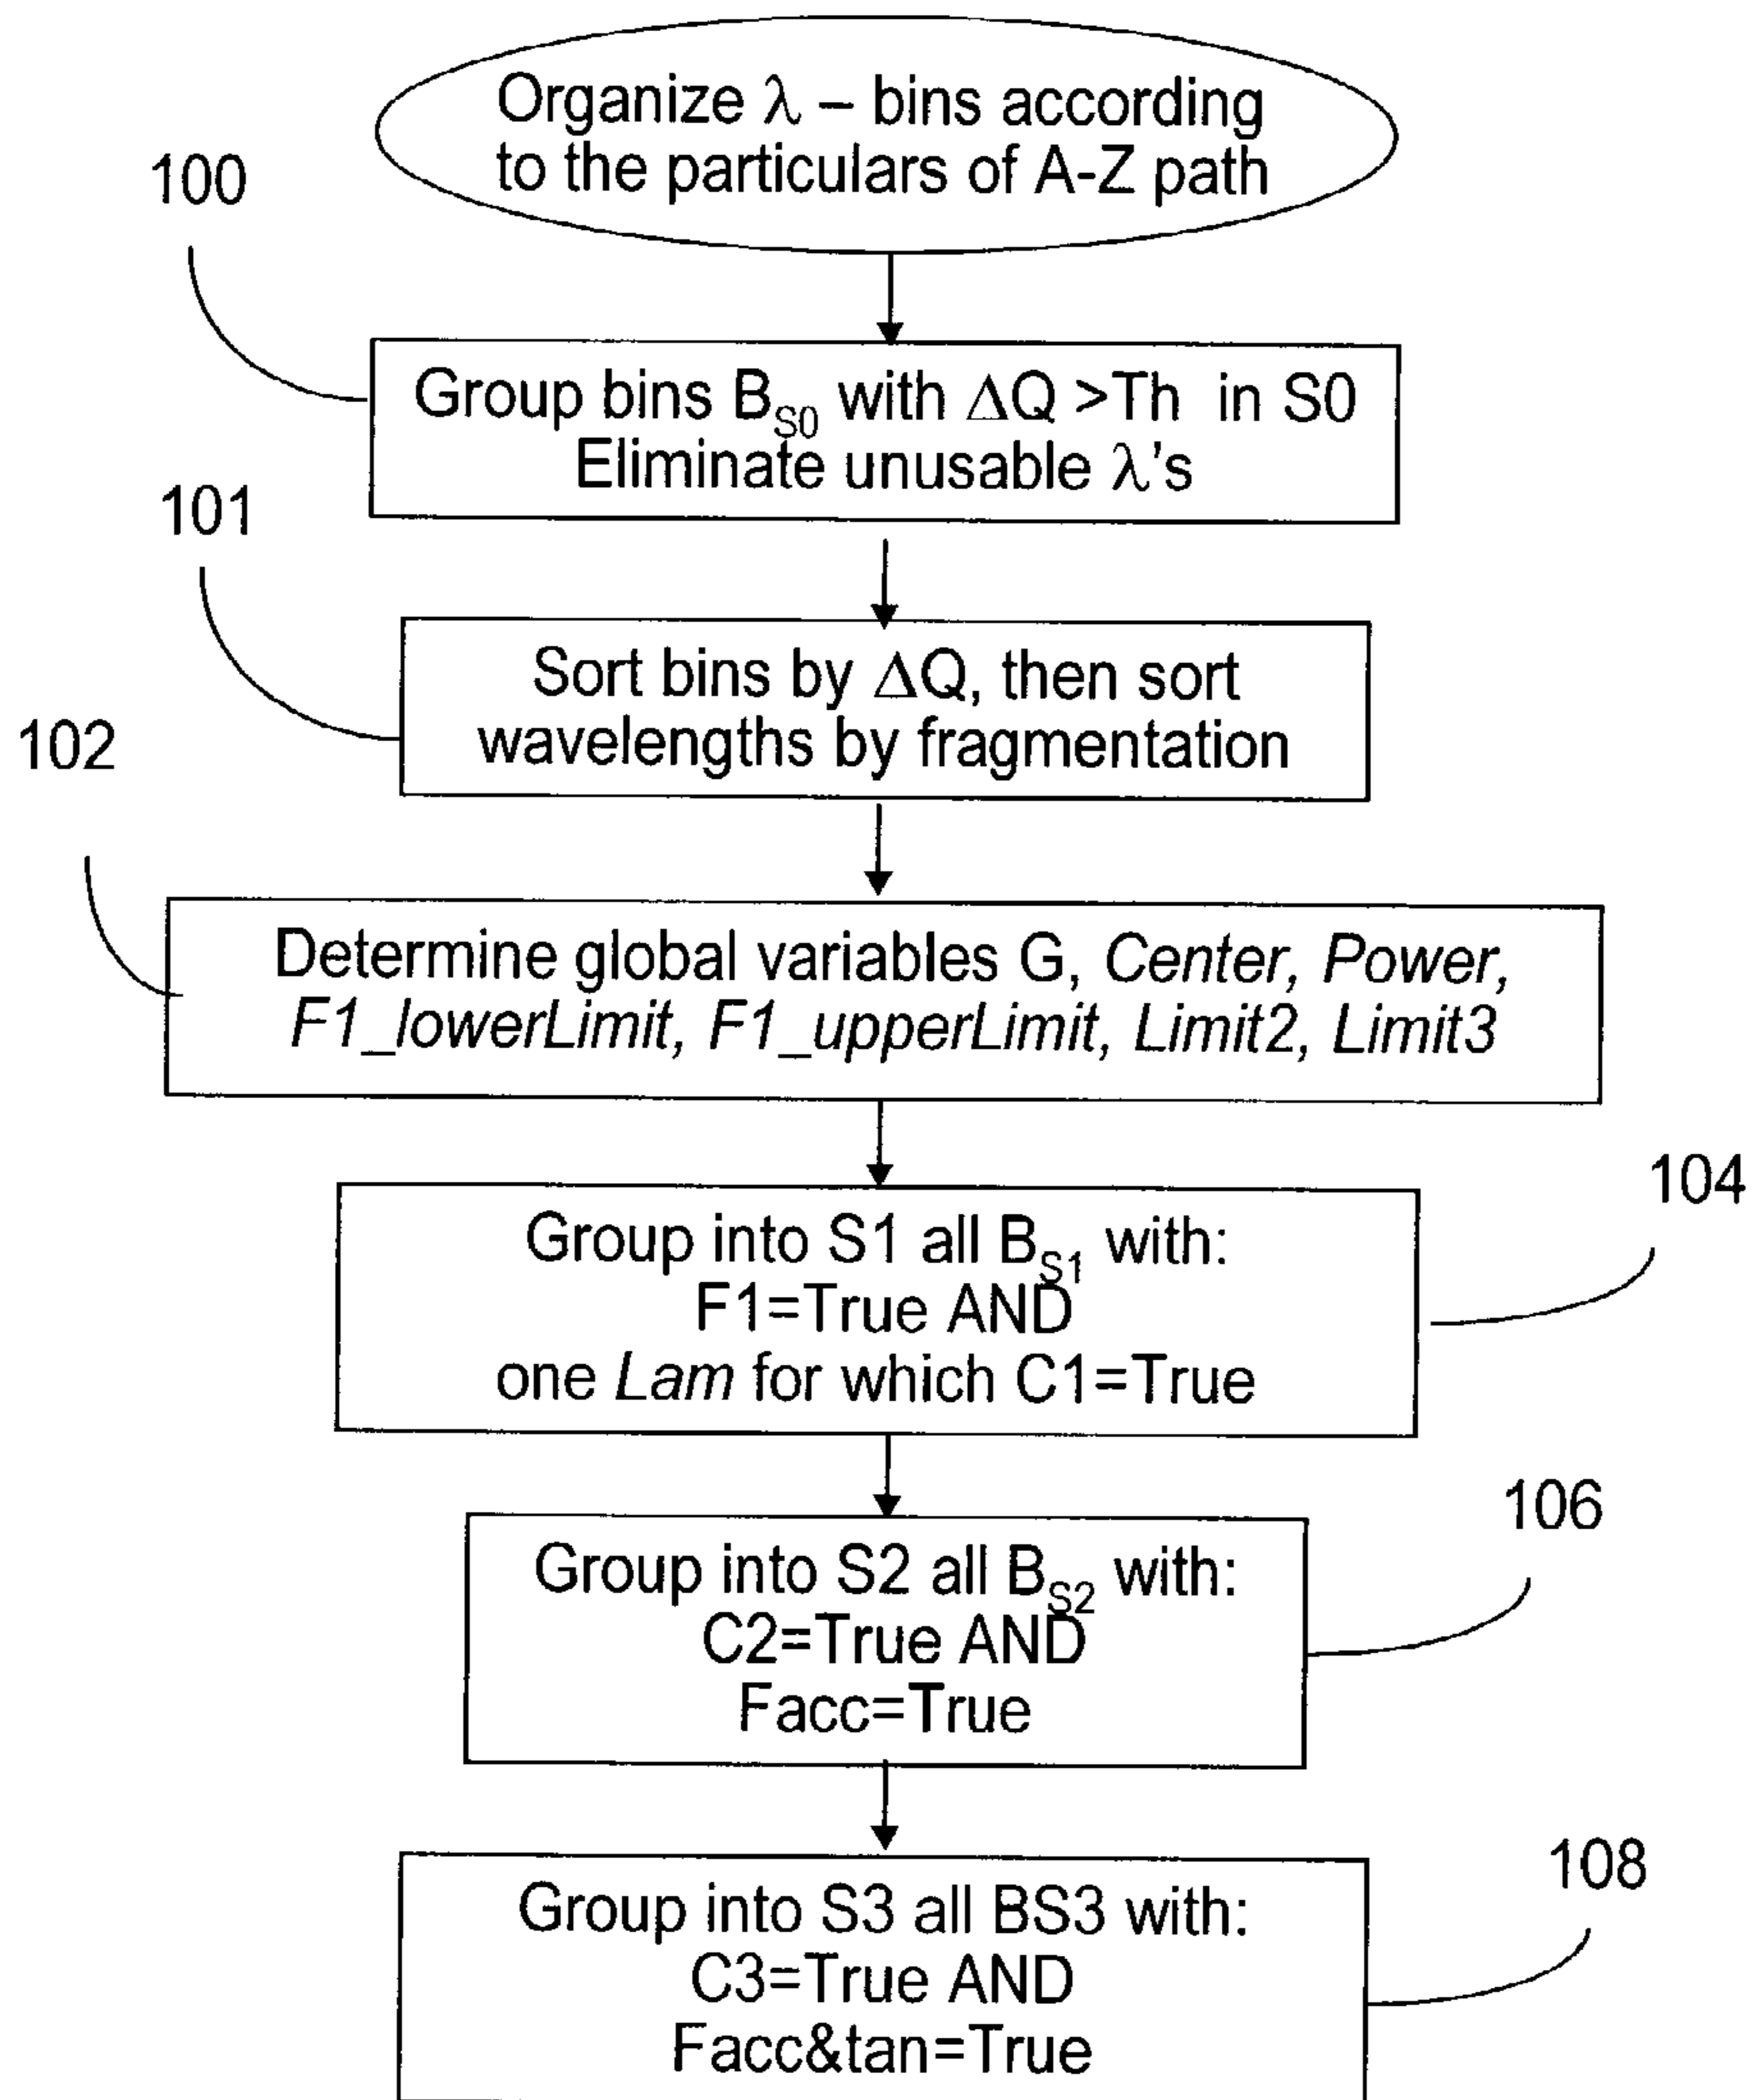 Organize λ – bins according
to the particulars of A-Z path
100
Group bins B_S0 with ΔQ >Th in S0
Eliminate unusable λ's
101
Sort bins by ΔQ, then sort
wavelengths by fragmentation
102
Determine global variables G, Center, Power,
F1_lowerLimit, F1_upperLimit, Limit2, Limit3
104
Group into S1 all B_S1 with:
F1=True AND
one Lam for which C1=True
106
Group into S2 all B_S2 with:
C2=True AND
Facc=True
108
Group into S3 all BS3 with:
C3=True AND
Facc&tan=True